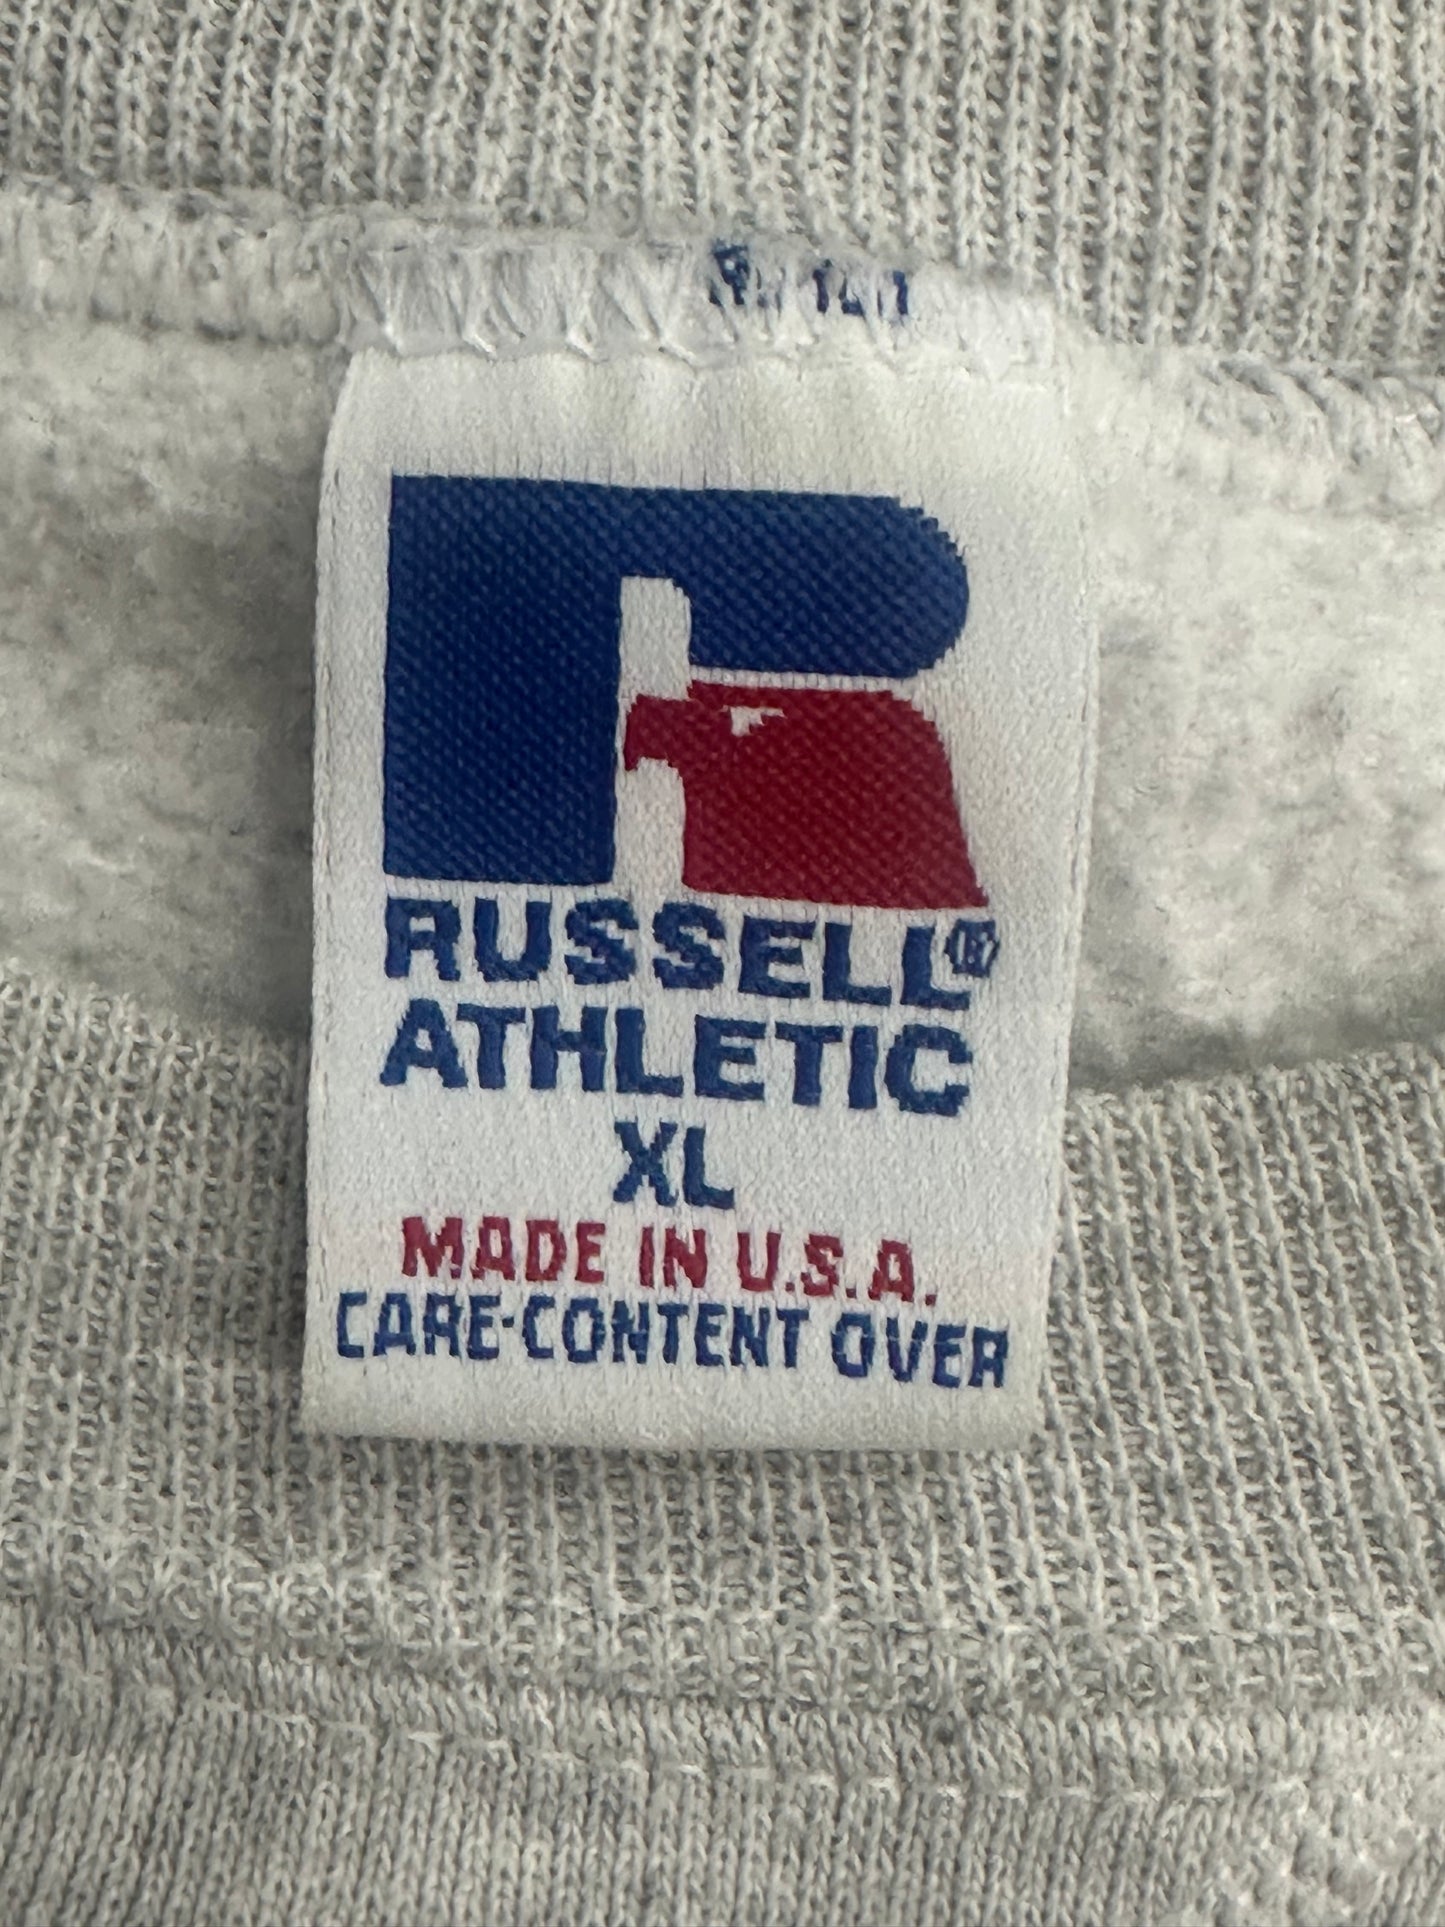 RUSSELL®
ATHLETIC
XL
MADE IN U.S.A.
CARE·CONTENT OVER